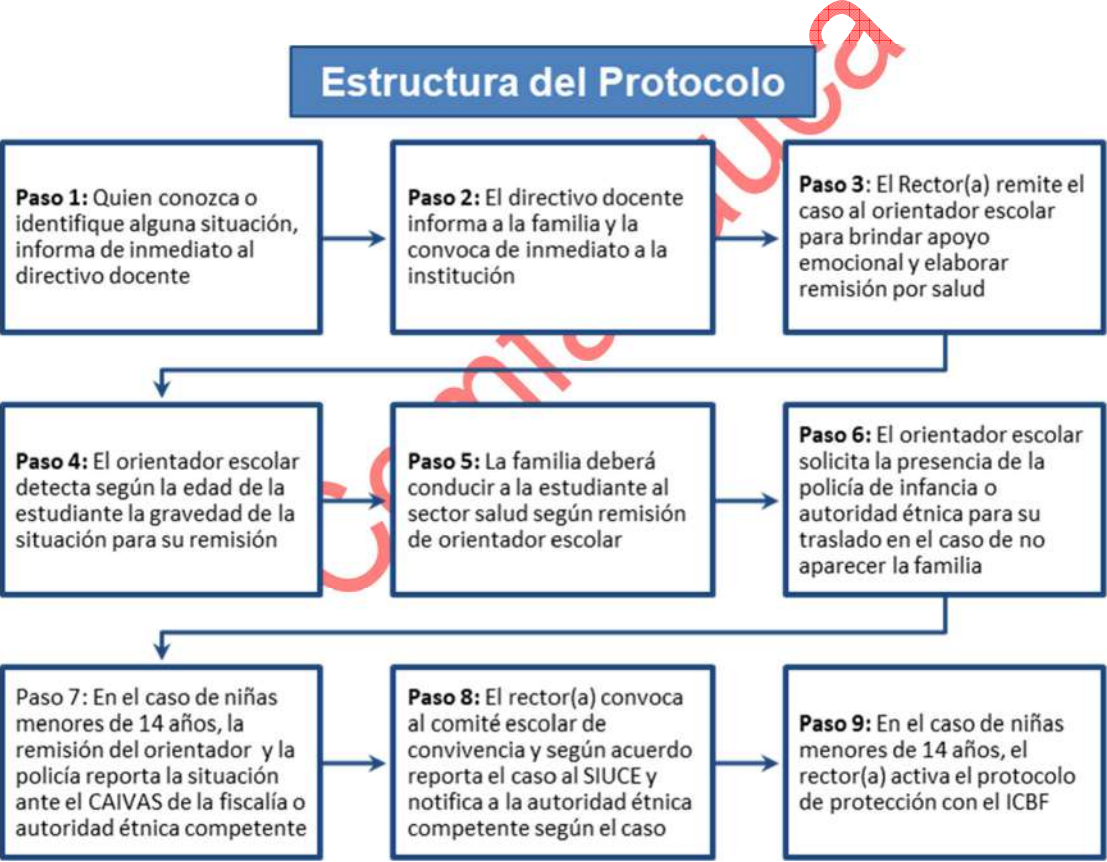 Estructura del Protocolo
Paso 1: Quien conozca o
identifique alguna situación,
informa de inmediato al
directivo docente
Paso 2: El directivo docente
informa a la familia y la
convoca de inmediato a la
institución
Paso 3: El Rector(a) remite el
caso al orientador escolar
para brindar apoyo
emocional y elaborar
remisión por salud
Paso 4: El orientador escolar
detecta según la edad de la
estudiante la gravedad de la
situación para su remisión
Paso 5: La familia deberá
conducir a la estudiante al
sector salud según remisión
de orientador escolar
Paso 6: El orientador escolar
solicita la presencia de la
policía de infancia o
autoridad étnica para su
traslado en el caso de no
aparecer la familia
Paso 7: En el caso de niñas
menores de 14 años, la
remisión del orientador y la
policía reporta la situación
ante el CAIVAS de la fiscalía o
autoridad étnica competente
Paso 8: El rector(a) convoca
al comité escolar de
convivencia y según acuerdo
reporta el caso al SIUCE y
notifica a la autoridad étnica
competente según el caso
Paso 9: En el caso de niñas
menores de 14 años, el
rector(a) activa el protocolo
de protección con el ICBF